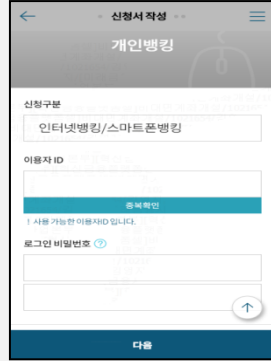 신청서 작성
개인뱅킹
신청구분
인터넷뱅킹/스마트폰뱅킹
이용자 ID
중복확인
! 사용 가능한 이용자ID 입니다.
로그인 비밀번호 ?
다음